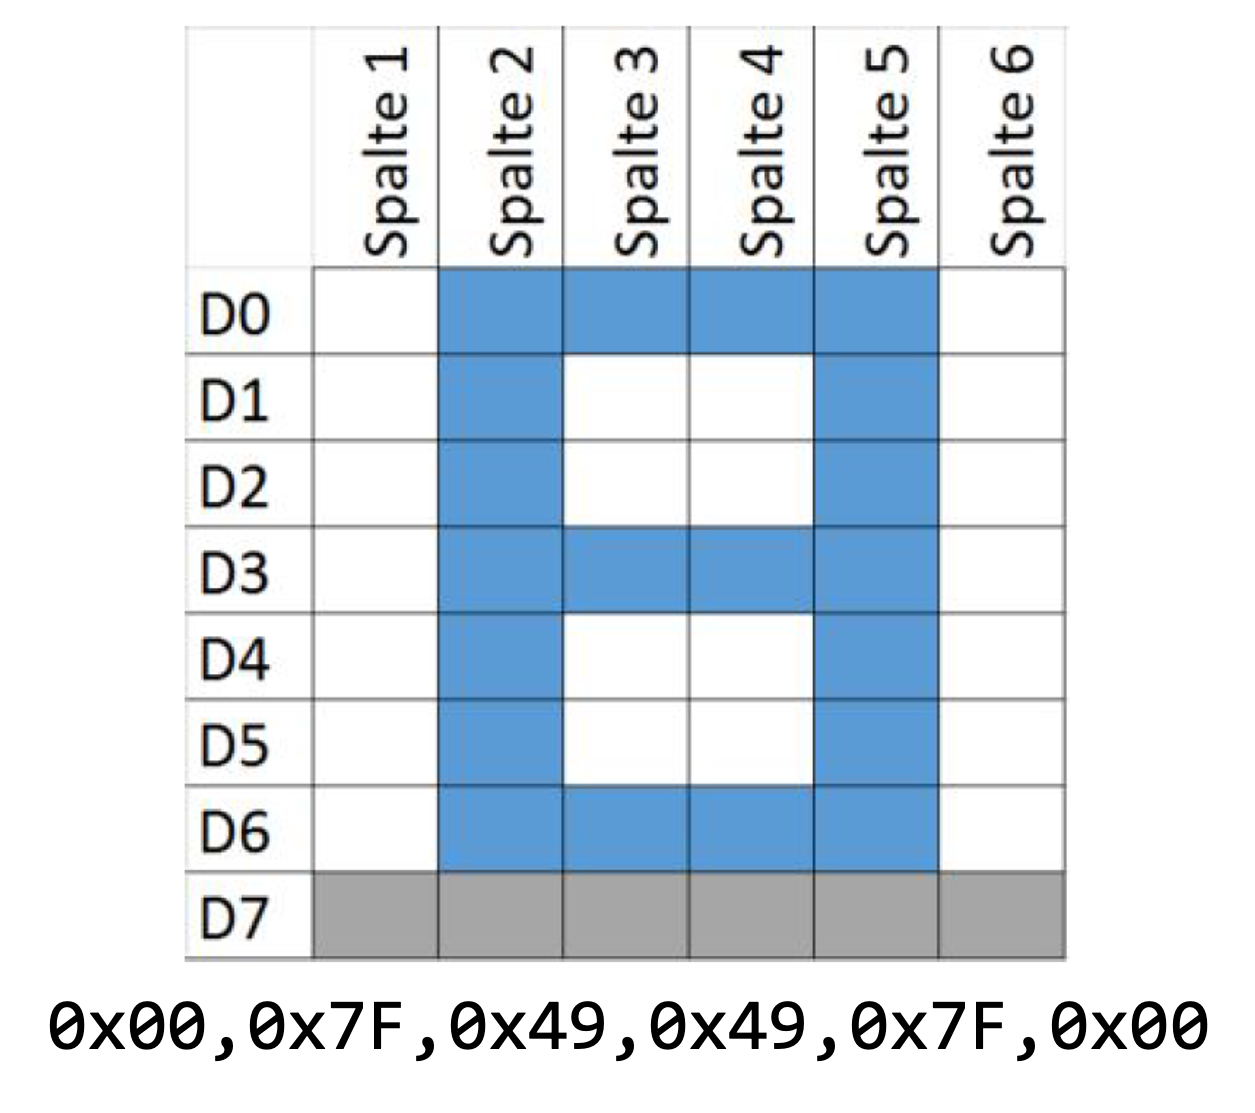 Spalte 1 Spalte 2 Spalte 3 Spalte 4 Spalte 5 Spalte 6
D0
D1
D2
D3
D4
D5
D6
D7
0x00,0x7F,0x49,0x49,0x7F,0x00